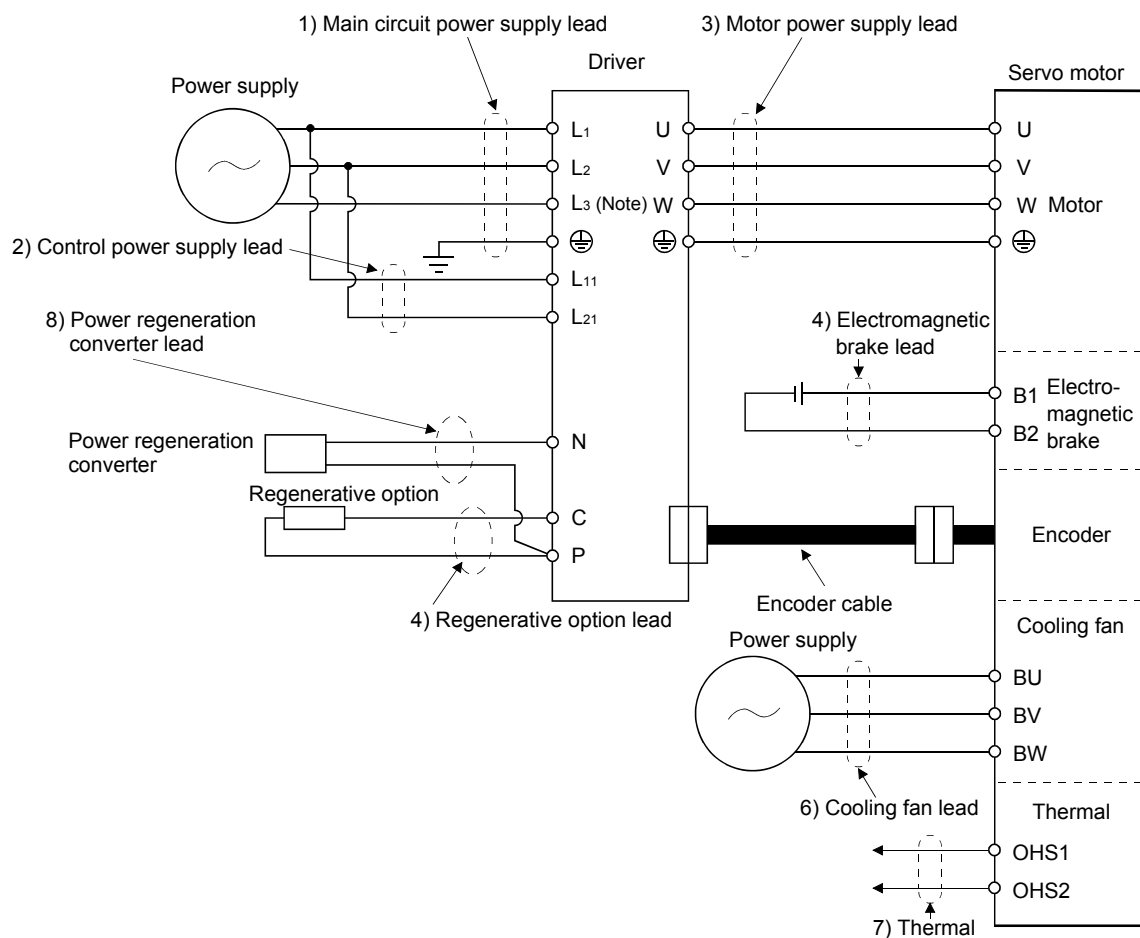 1) Main circuit power supply lead
3) Motor power supply lead
Driver
Servo motor
Power supply
L1
U
U
L2
V
V
L3 (Note)
W
W
Motor
2) Control power supply lead
L11
L21
8) Power regeneration
converter lead
4) Electromagnetic
brake lead
B1
B2
Electro-
magnetic
brake
Power regeneration
converter
N
Regenerative option
C
P
Encoder
Encoder cable
4) Regenerative option lead
Cooling fan
Power supply
BU
BV
BW
6) Cooling fan lead
Thermal
OHS1
OHS2
7) Thermal